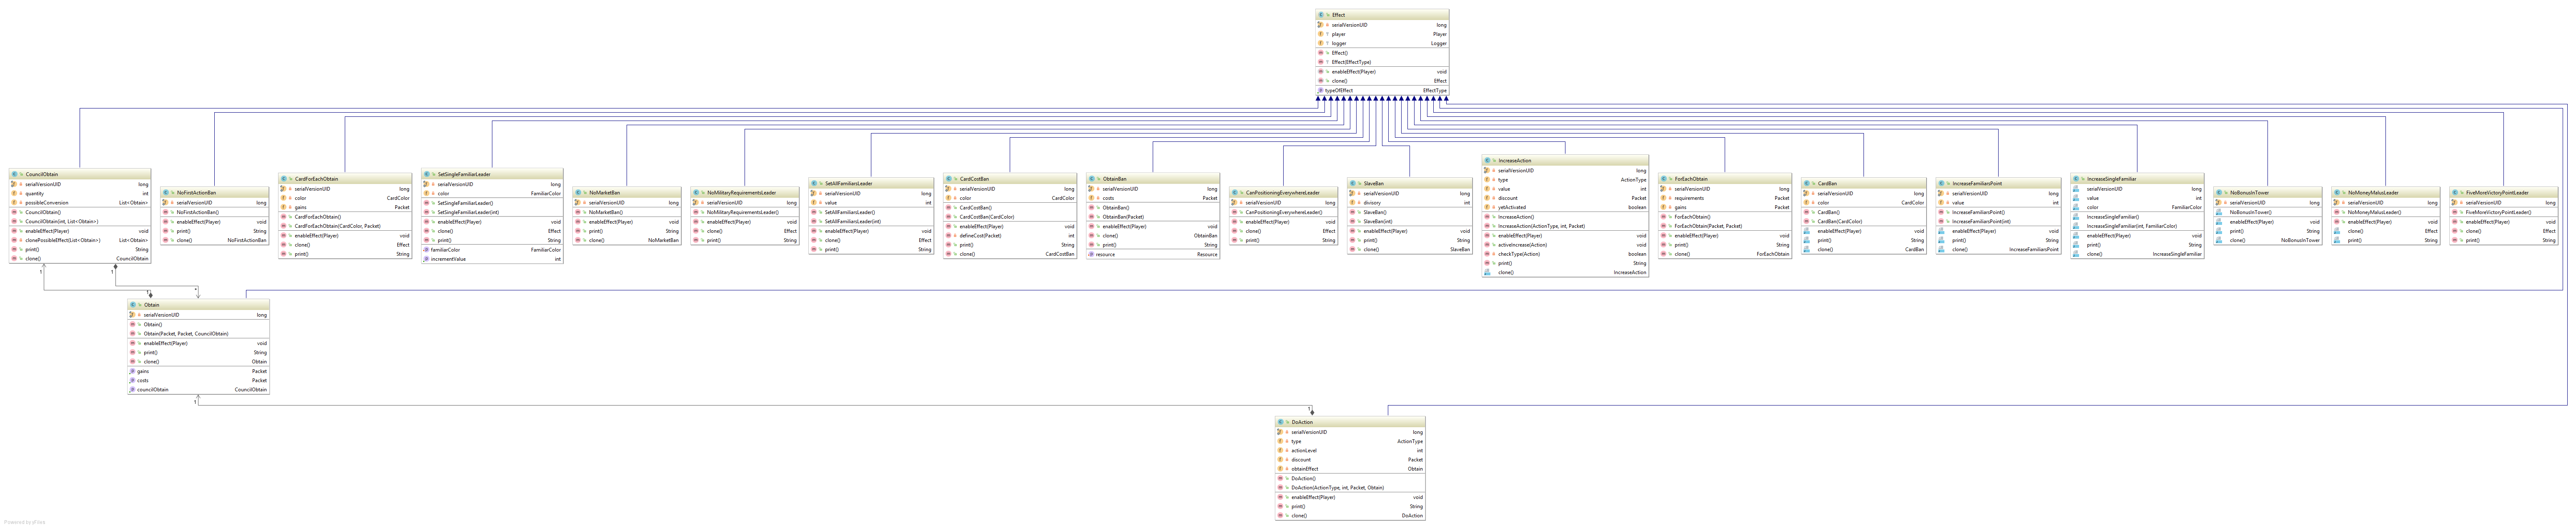 Effect
serialVersionUID long
player Player
logger Logger
Effect()
Effect(EffectType)
enableEffect(Player) void
clone() Effect
typeOfEffect EffectType
CouncilObtain
serialVersionUID long
quantity int
possibleConversion List<Obtain>
CouncilObtain()
CouncilObtain(int, List<Obtain>)
enableEffect(Player) void
clonePossibleEffect(List<Obtain>) List<Obtain>
print() String
clone() CouncilObtain
NoFirstActionBan
serialVersionUID long
NoFirstActionBan()
enableEffect(Player) void
print() String
clone() NoFirstActionBan
CardForEachObtain
serialVersionUID long
color CardColor
gains Packet
CardForEachObtain()
CardForEachObtain(CardColor, Packet)
enableEffect(Player) void
clone() Effect
print() String
SetSingleFamiliarLeader
serialVersionUID long
color FamiliarColor
SetSingleFamiliarLeader()
SetSingleFamiliarLeader(int)
enableEffect(Player) void
clone() Effect
print() String
familiarColor FamiliarColor
incrementValue int
NoMarketBan
serialVersionUID long
NoMarketBan()
enableEffect(Player) void
print() String
clone() NoMarketBan
NoMilitaryRequirementsLeader
serialVersionUID long
NoMilitaryRequirementsLeader()
enableEffect(Player) void
clone() Effect
print() String
SetAllFamiliarsLeader
serialVersionUID long
value int
SetAllFamiliarsLeader()
SetAllFamiliarsLeader(int)
enableEffect(Player) void
clone() Effect
print() String
CardCostBan
serialVersionUID long
color CardColor
CardCostBan()
CardCostBan(CardColor)
enableEffect(Player) void
defineCost(Packet) int
print() String
clone() CardCostBan
ObtainBan
serialVersionUID long
costs Packet
ObtainBan()
ObtainBan(Packet)
enableEffect(Player) void
clone() ObtainBan
print() String
resource Resource
CanPositioningEverywhereLeader
serialVersionUID long
CanPositioningEverywhereLeader()
enableEffect(Player) void
clone() Effect
print() String
SlaveBan
serialVersionUID long
divisory int
SlaveBan()
SlaveBan(int)
enableEffect(Player) void
print() String
clone() SlaveBan
IncreaseAction
serialVersionUID long
type ActionType
value int
discount Packet
yetActivated boolean
IncreaseAction()
IncreaseAction(ActionType, int, Packet)
enableEffect(Player) void
activeIncrease(Action) void
checkType(Action) boolean
print() String
clone() IncreaseAction
ForEachObtain
serialVersionUID long
requirements Packet
gains Packet
ForEachObtain()
ForEachObtain(Packet, Packet)
enableEffect(Player) void
print() String
clone() ForEachObtain
CardBan
serialVersionUID long
color CardColor
CardBan()
CardBan(CardColor)
enableEffect(Player) void
print() String
clone() CardBan
IncreaseFamiliarsPoint
serialVersionUID long
value int
IncreaseFamiliarsPoint()
IncreaseFamiliarsPoint(int)
enableEffect(Player) void
print() String
clone() IncreaseFamiliarsPoint
IncreaseSingleFamiliar
serialVersionUID long
value int
color FamiliarColor
IncreaseSingleFamiliar()
IncreaseSingleFamiliar(int, FamiliarColor)
enableEffect(Player) void
print() String
clone() IncreaseSingleFamiliar
NoBonusInTower
serialVersionUID long
NoBonusInTower()
enableEffect(Player) void
print() String
clone() NoBonusInTower
NoMoneyMalusLeader
serialVersionUID long
NoMoneyMalusLeader()
enableEffect(Player) void
clone() Effect
print() String
FiveMoreVictoryPointLeader
serialVersionUID long
FiveMoreVictoryPointLeader()
enableEffect(Player) void
clone() Effect
print() String
1
1
1
*
Obtain
serialVersionUID long
Obtain()
Obtain(Packet, Packet, CouncilObtain)
enableEffect(Player) void
print() String
clone() Obtain
gains Packet
costs Packet
councilObtain CouncilObtain
1
1
DoAction
serialVersionUID long
type ActionType
actionLevel int
discount Packet
obtainEffect Obtain
DoAction()
DoAction(ActionType, int, Packet, Obtain)
enableEffect(Player) void
print() String
clone() DoAction
Powered by yFiles